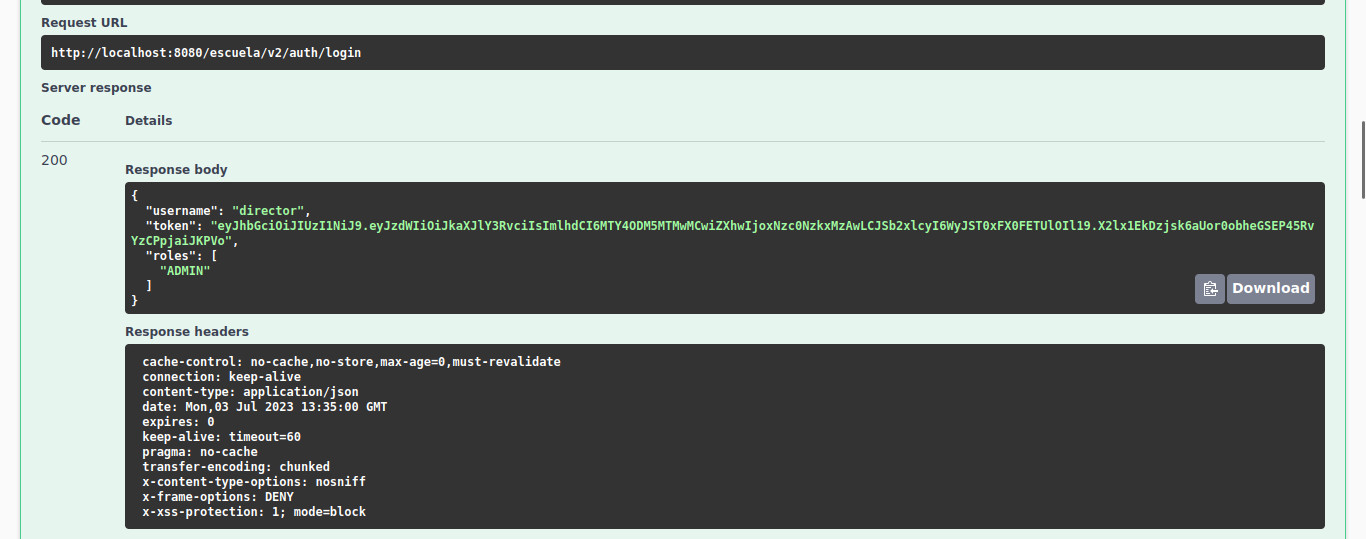 Request URL
http://localhost:8080/escuela/v2/auth/login
Server response
Code Details
200
Response body
{
"username": "director",
"token": "eyJhbGciOiJIUzI1NiJ9.eyJzdWIiOiJkaXJlY3RvciIsImlhdCI6MTY4ODM5MTMwMCwiZXhwIjoxNzc0NzkxMzAwLCJSb2xlcyI6WyJST0xFX0FETUlOIl19.X2lx1EkDzjsk6aUor0obheGSEP45Rv
YzCPpjaiJKPVo",
"roles": [
"ADMIN"
]
}
Download
Response headers
cache-control: no-cache,no-store,max-age=0,must-revalidate
connection: keep-alive
content-type: application/json
date: Mon,03 Jul 2023 13:35:00 GMT
expires: 0
keep-alive: timeout=60
pragma: no-cache
transfer-encoding: chunked
x-content-type-options: nosniff
x-frame-options: DENY
x-xss-protection: 1; mode=block